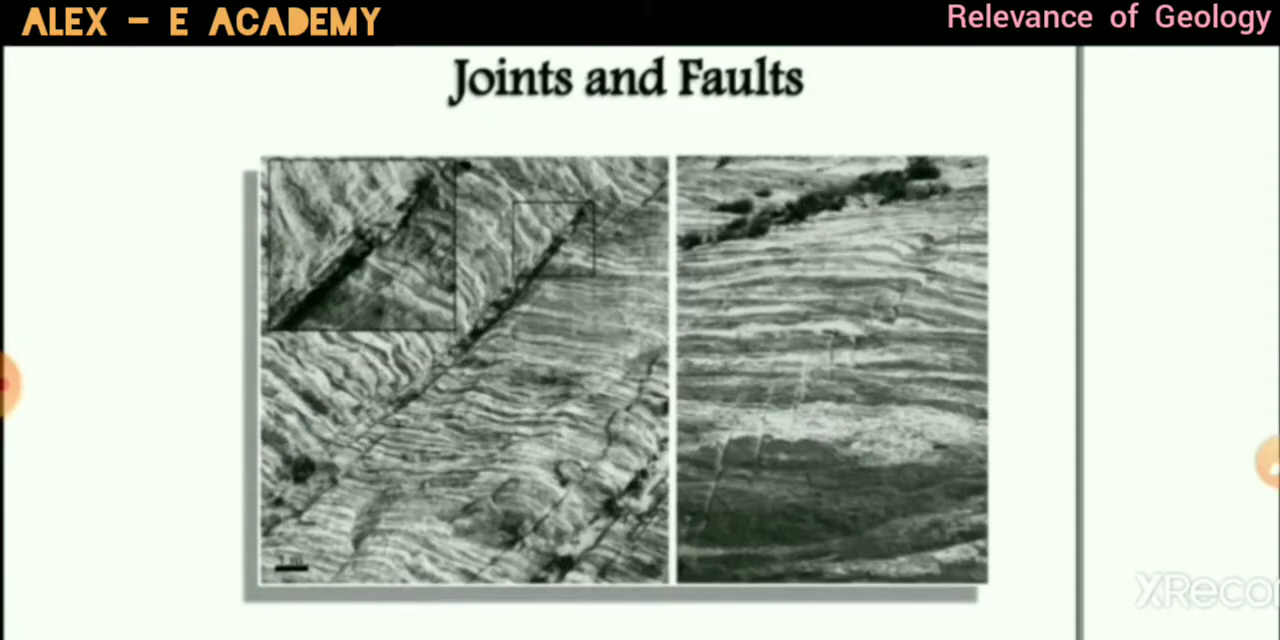 ALEX - E ACADEMY
Relevance of Geology
Joints and Faults
XRecor